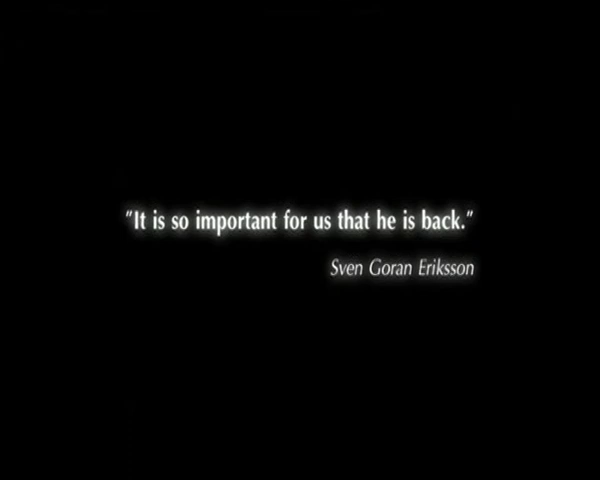 "It is so important for us that he is back."
Sven Goran Eriksson